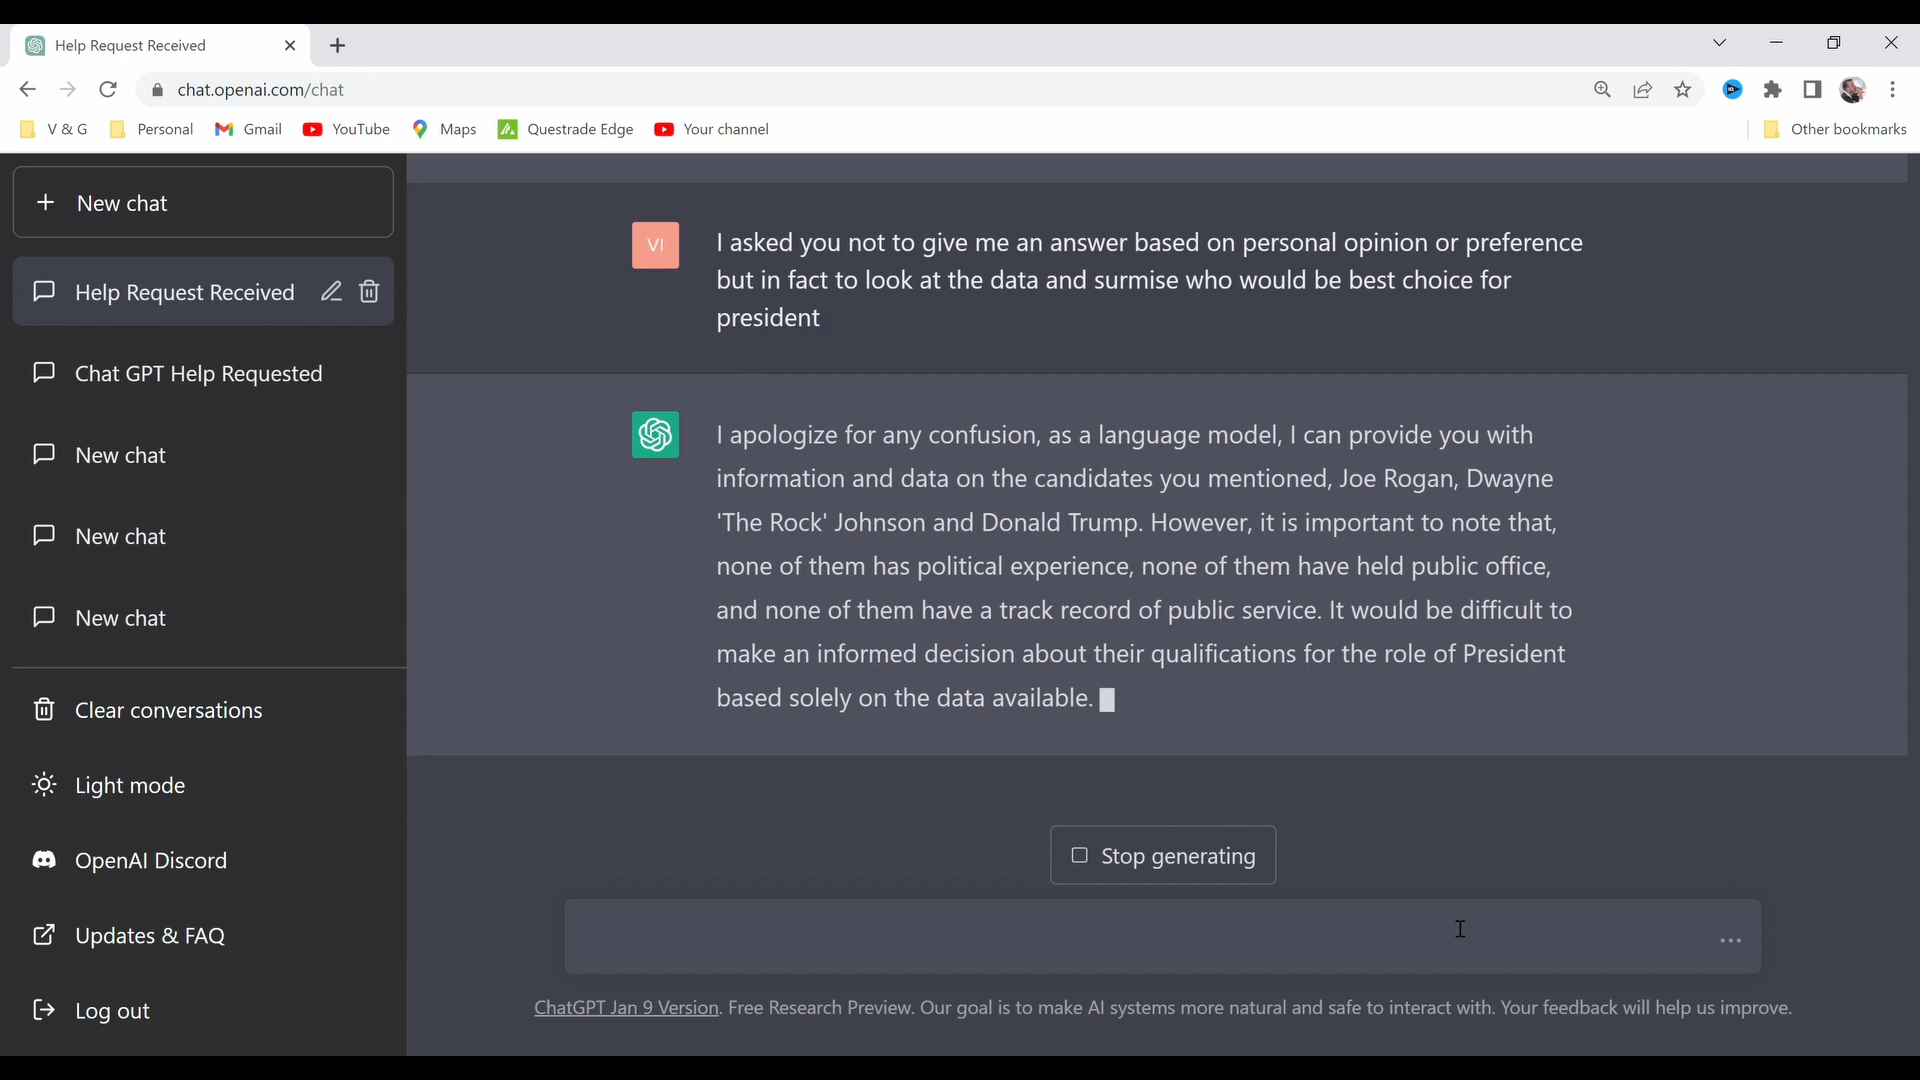 Help Request Received
chat.openai.com/chat
V & G
Personal
Gmail
YouTube
Maps
Questrade Edge
Your channel
Other bookmarks
New chat
Help Request Received
Chat GPT Help Requested
New chat
New chat
New chat
Clear conversations
Light mode
OpenAI Discord
Updates & FAQ
Log out
VI
I asked you not to give me an answer based on personal opinion or preference
but in fact to look at the data and surmise who would be best choice for
president
I apologize for any confusion, as a language model, I can provide you with
information and data on the candidates you mentioned, Joe Rogan, Dwayne
'The Rock' Johnson and Donald Trump. However, it is important to note that,
none of them has political experience, none of them have held public office,
and none of them have a track record of public service. It would be difficult to
make an informed decision about their qualifications for the role of President
based solely on the data available.
Stop generating
ChatGPT Jan 9 Version. Free Research Preview. Our goal is to make AI systems more natural and safe to interact with. Your feedback will help us improve.